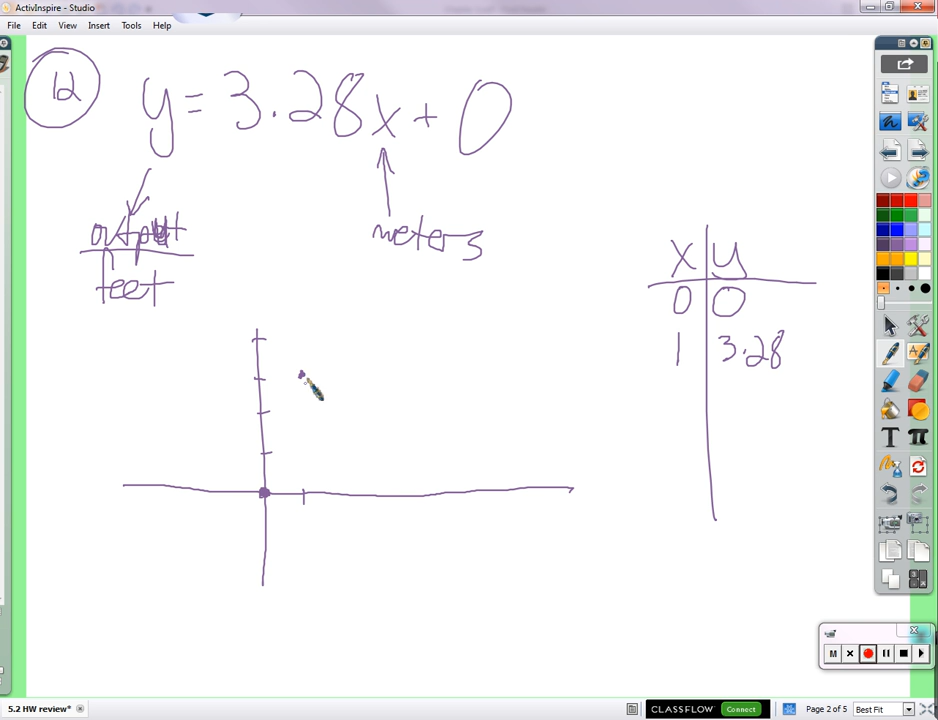 ActivInspire - Studio
File Edit View Insert Tools Help
12 y = 3.28x + 0
output
feet
meters
x y
0 0
1 3.28
M
5.2 HW review*
CLASSFLOW Connect
Page 2 of 5
Best Fit